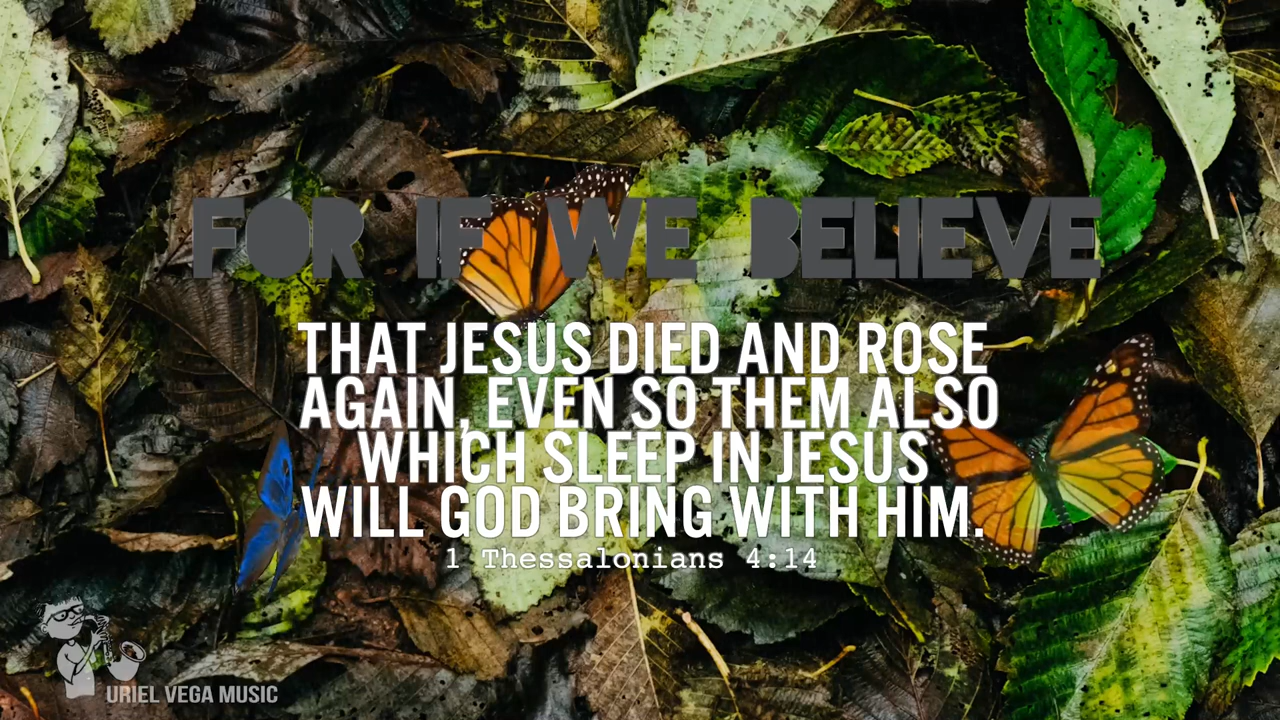 FOR IF WE BELIEVE
THAT JESUS DIED AND ROSE
AGAIN, EVEN SO THEM ALSO
WHICH SLEEP IN JESUS
WILL GOD BRING WITH HIM.
1 Thessalonians 4:14
URIEL VEGA MUSIC